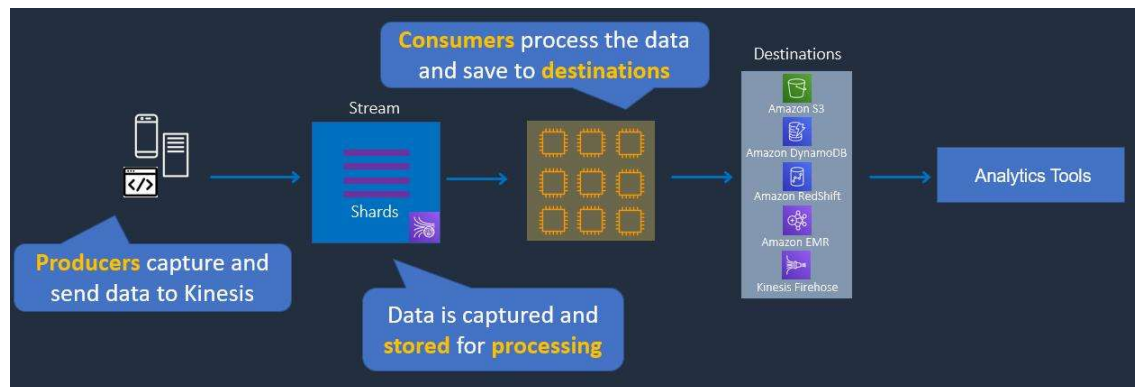 Consumers process the data
and save to destinations
Destinations
Amazon S3
Amazon DynamoDB
Amazon RedShift
Amazon EMR
Kinesis Firehose
Stream
Shards
</>
Analytics Tools
Producers capture and
send data to Kinesis
Data is captured and
stored for processing